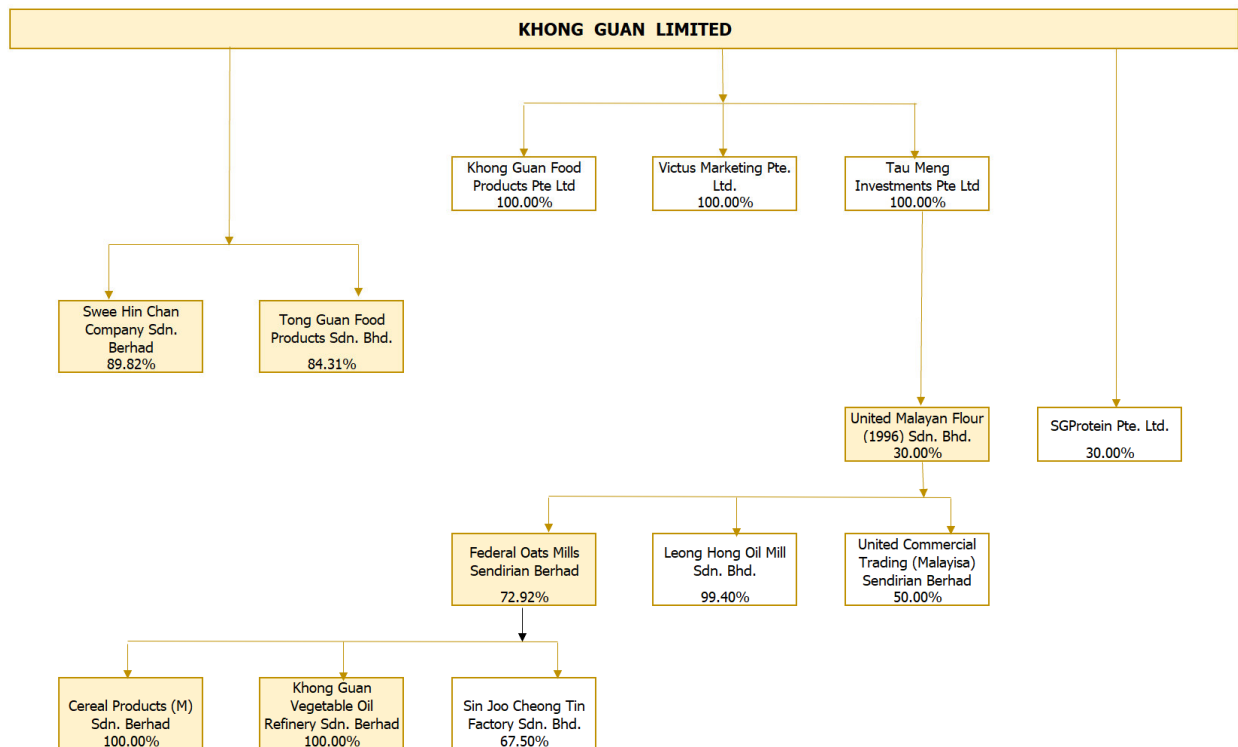 KHONG GUAN LIMITED
Khong Guan Food
Products Pte Ltd
100.00%
Victus Marketing Pte.
Ltd.
100.00%
Tau Meng
Investments Pte Ltd
100.00%
Swee Hin Chan
Company Sdn.
Berhad
89.82%
Tong Guan Food
Products Sdn. Bhd.
84.31%
United Malayan Flour
(1996) Sdn. Bhd.
30.00%
SGProtein Pte. Ltd.
30.00%
Federal Oats Mills
Sendirian Berhad
72.92%
Leong Hong Oil Mill
Sdn. Bhd.
99.40%
United Commercial
Trading (Malayisa)
Sendirian Berhad
50.00%
Cereal Products (M)
Sdn. Berhad
100.00%
Khong Guan
Vegetable Oil
Refinery Sdn. Berhad
100.00%
Sin Joo Cheong Tin
Factory Sdn. Bhd.
67.50%